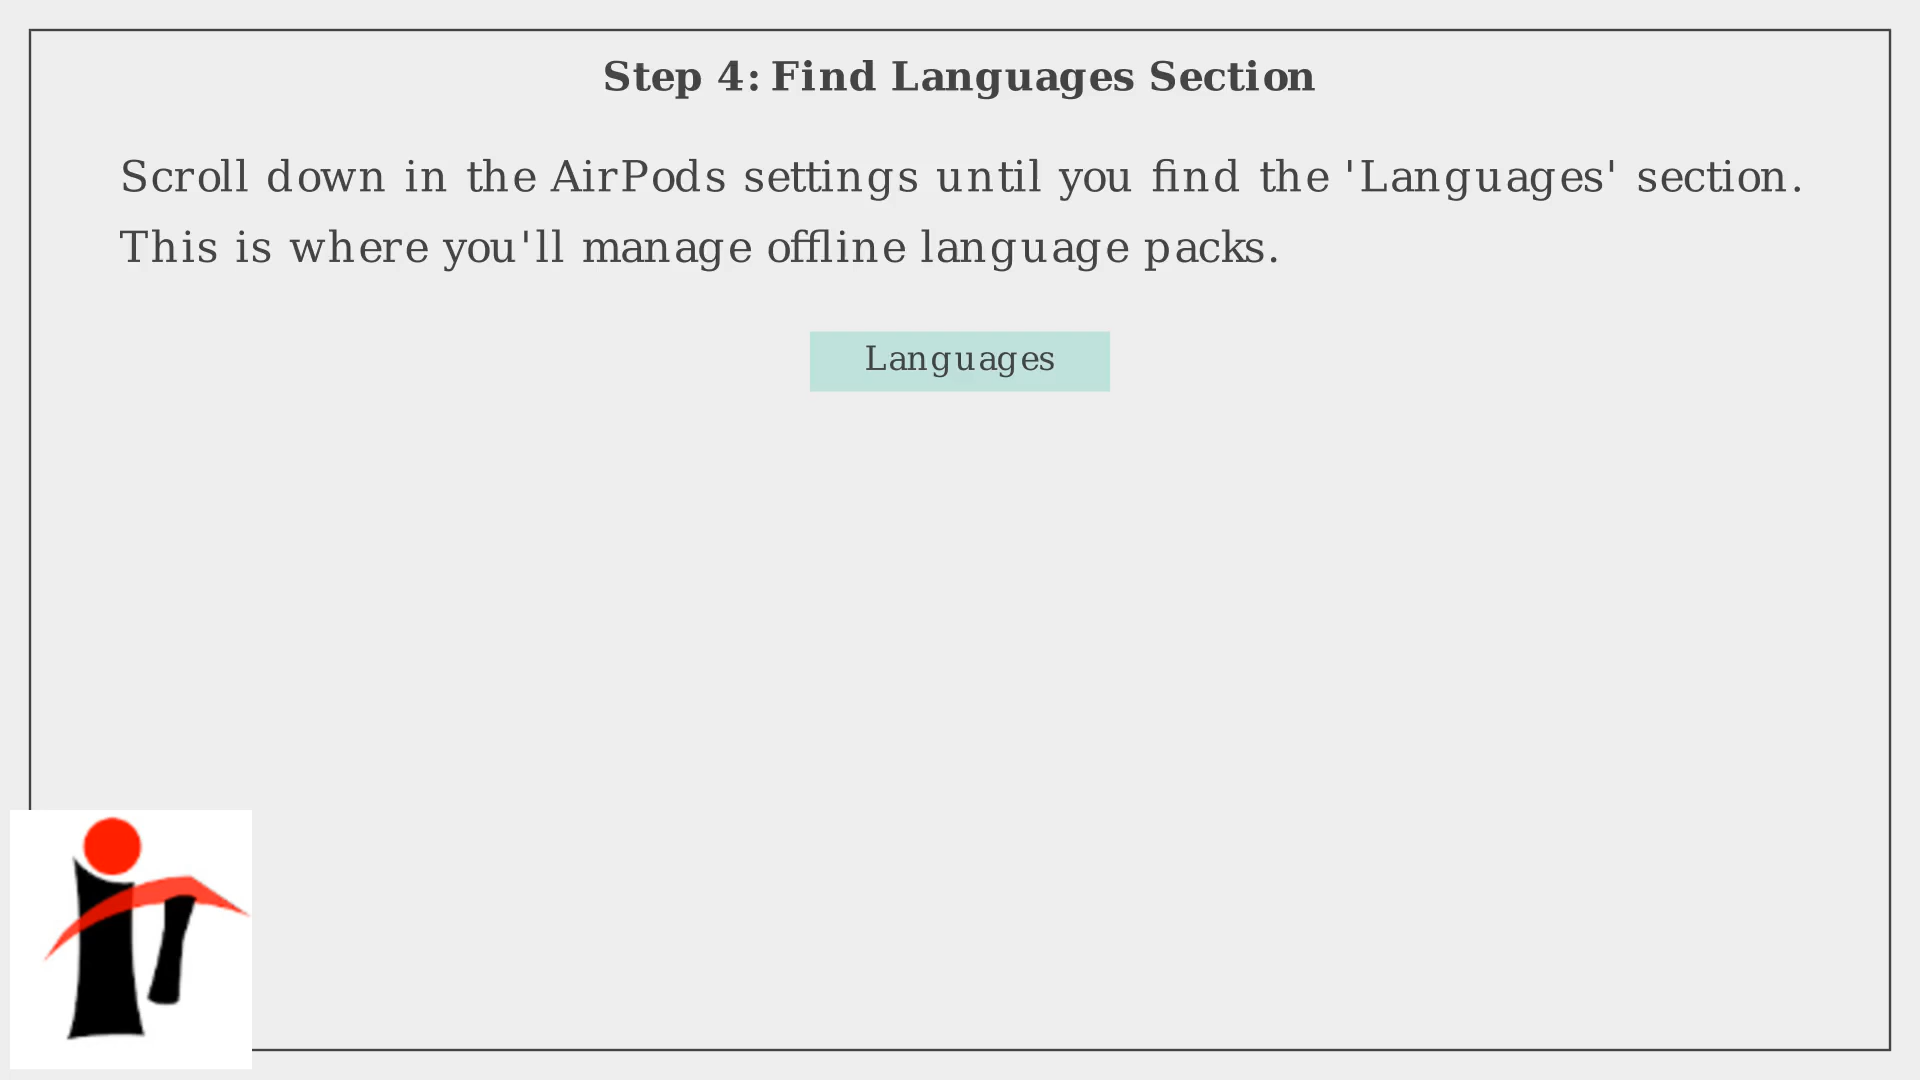 Step 4: Find Languages Section
Scroll down in the AirPods settings until you find the 'Languages' section.
This is where you'll manage offline language packs.
Languages